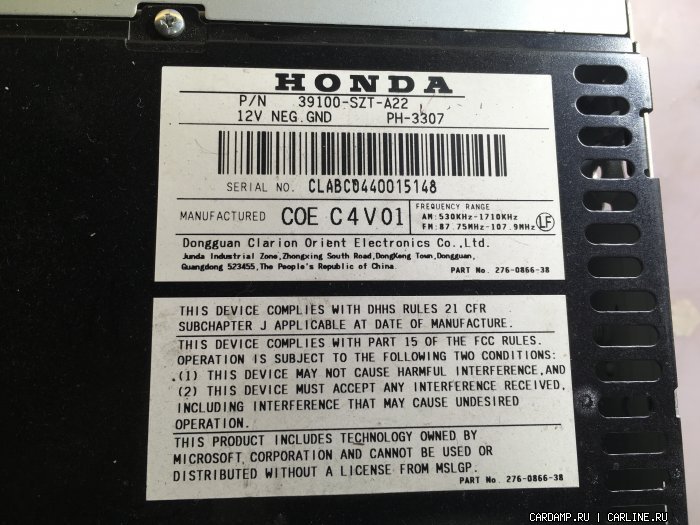 HONDA
P/N 39100-SZT-A22
12V NEG.GND PH-3307
SERIAL NO. CLABC0440015148
MANUFACTURED COE C4V01
FREQUENCY RANGE
AM:530KHz-1710KHz
FM:87.75MHz-107.9MHz
LF
Dongguan Clarion Orient Electronics Co.,Ltd.
Junda Industrial Zone,Zhongxing South Road,DongKeng Town,Dongguan,
Guangdong 523455,The People's Republic of China.
PART No. 276-0866-38
THIS DEVICE COMPLIES WITH DHHS RULES 21 CFR
SUBCHAPTER J APPLICABLE AT DATE OF MANUFACTURE.
THIS DEVICE COMPLIES WITH PART 15 OF THE FCC RULES.
OPERATION IS SUBJECT TO THE FOLLOWING TWO CONDITIONS:
(1) THIS DEVICE MAY NOT CAUSE HARMFUL INTERFERENCE,AND
(2) THIS DEVICE MUST ACCEPT ANY INTERFERENCE RECEIVED,
INCLUDING INTERFERENCE THAT MAY CAUSE UNDESIRED
OPERATION.
THIS PRODUCT INCLUDES TECHNOLOGY OWNED BY
MICROSOFT CORPORATION AND CANNOT BE USED OR
DISTRIBUTED WITHOUT A LICENSE FROM MSLGP.
PART No. 276-0866-38
CARDAMP.RU | CARLINE.RU